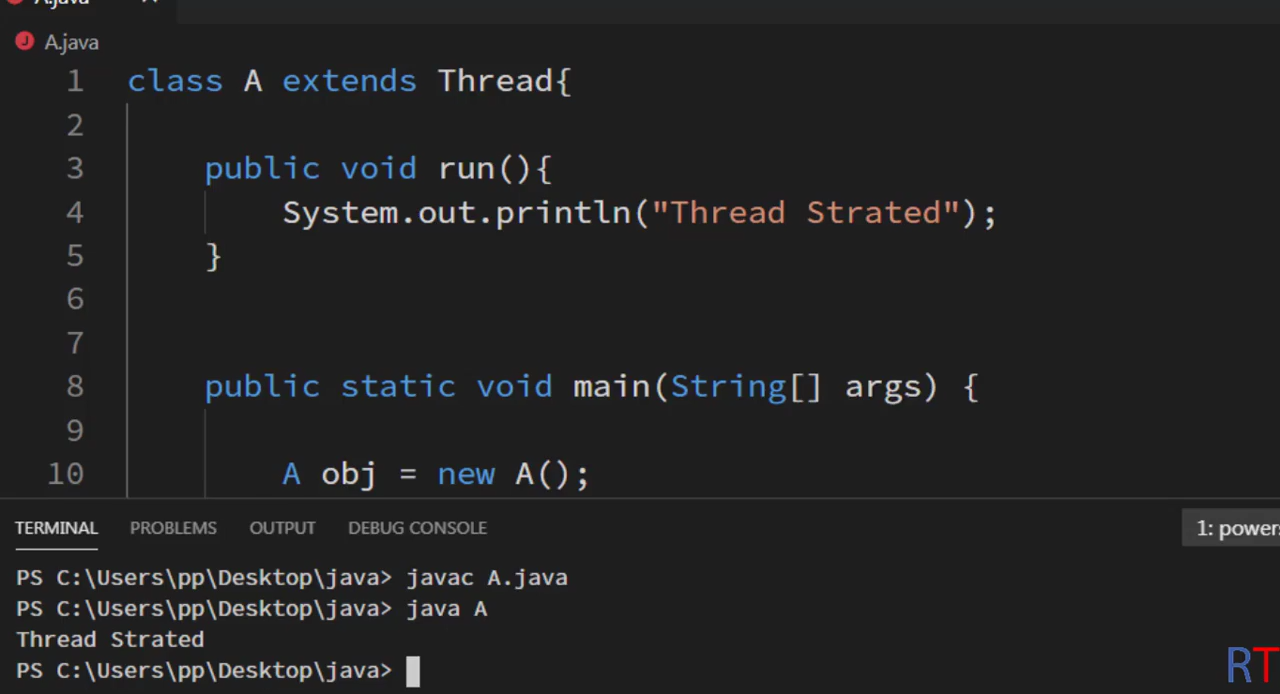 A.java
A.java
1 class A extends Thread{
2
3 public void run(){
4 System.out.println("Thread Strated");
5 }
6
7
8 public static void main(String[] args) {
9
10 A obj = new A();
TERMINAL PROBLEMS OUTPUT DEBUG CONSOLE 1: powers
PS C:\Users\pp\Desktop\java> javac A.java
PS C:\Users\pp\Desktop\java> java A
Thread Strated
PS C:\Users\pp\Desktop\java>
RT